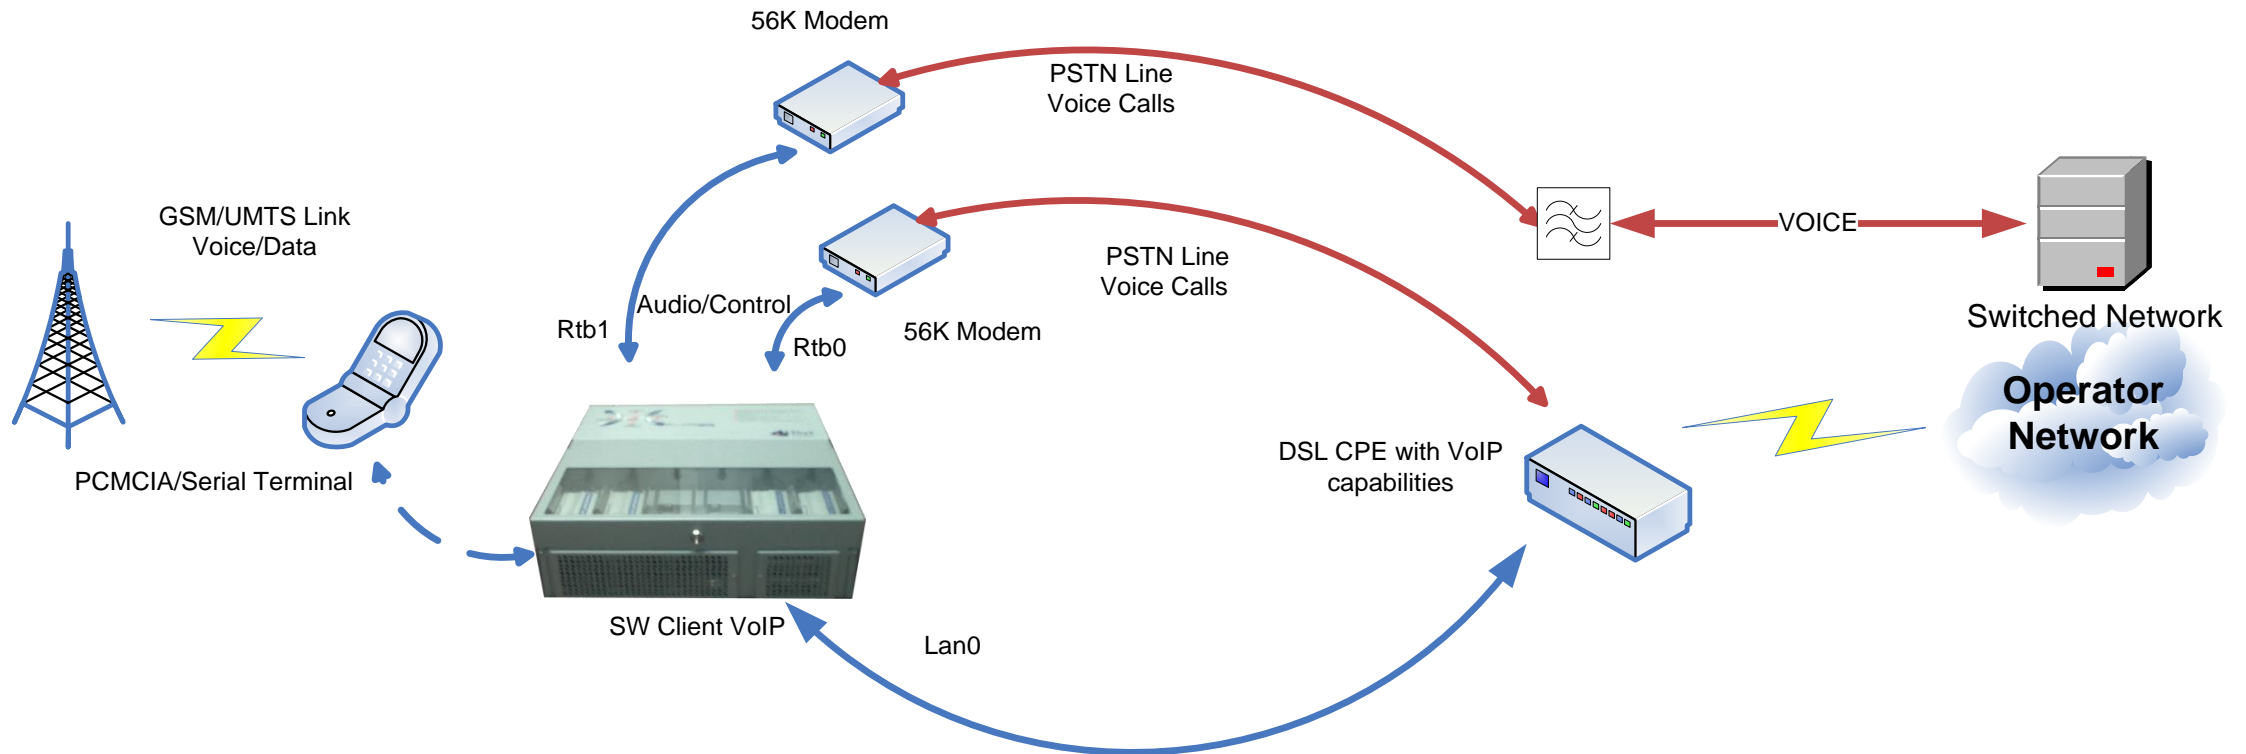 56K Modem
PSTN Line
Voice Calls
GSM/UMTS Link
Voice/Data
VOICE
PSTN Line
Voice Calls
Audio/Control
Rtb1
Rtb0
56K Modem
Switched Network
Operator
Network
DSL CPE with VoIP
capabilities
PCMCIA/Serial Terminal
SW Client VoIP
Lan0